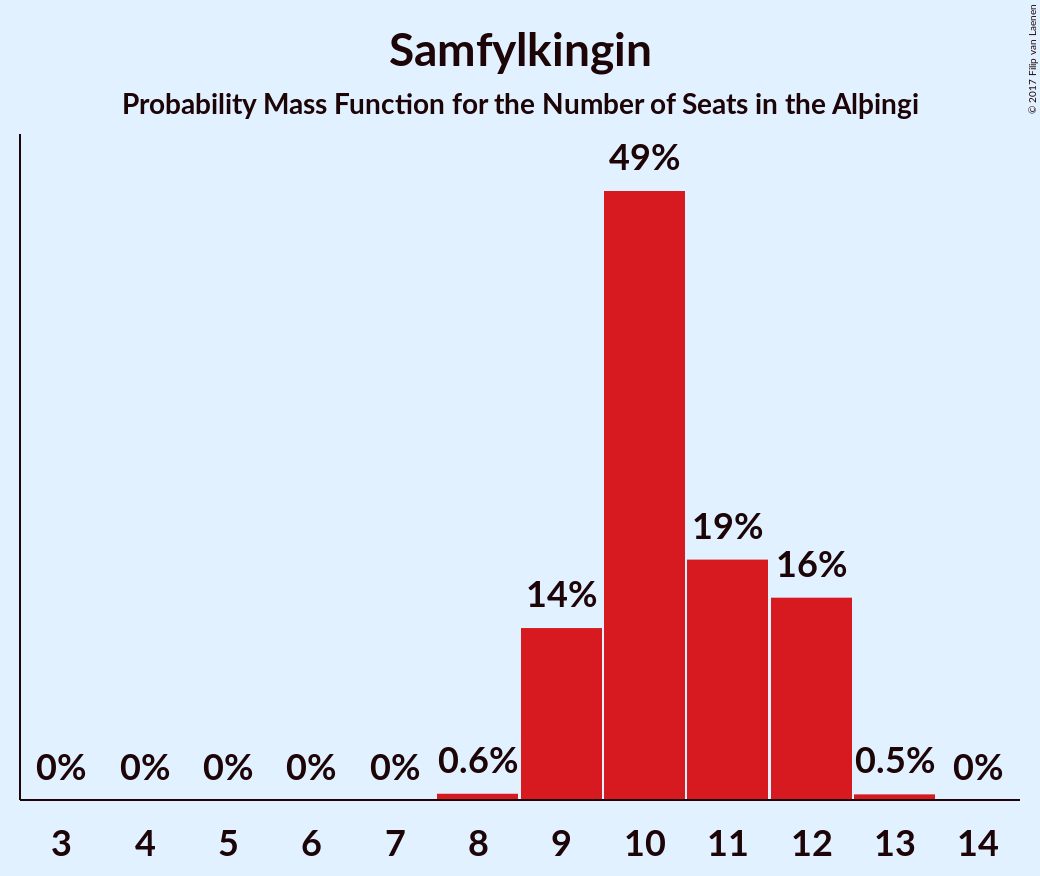 Samfylkingin
Probability Mass Function for the Number of Seats in the Alþingi
© 2017 Filip van Laenen
49%
19%
16%
14%
0% 0% 0% 0% 0% 0.6% 0.5% 0%
3 4 5 6 7 8 9 10 11 12 13 14